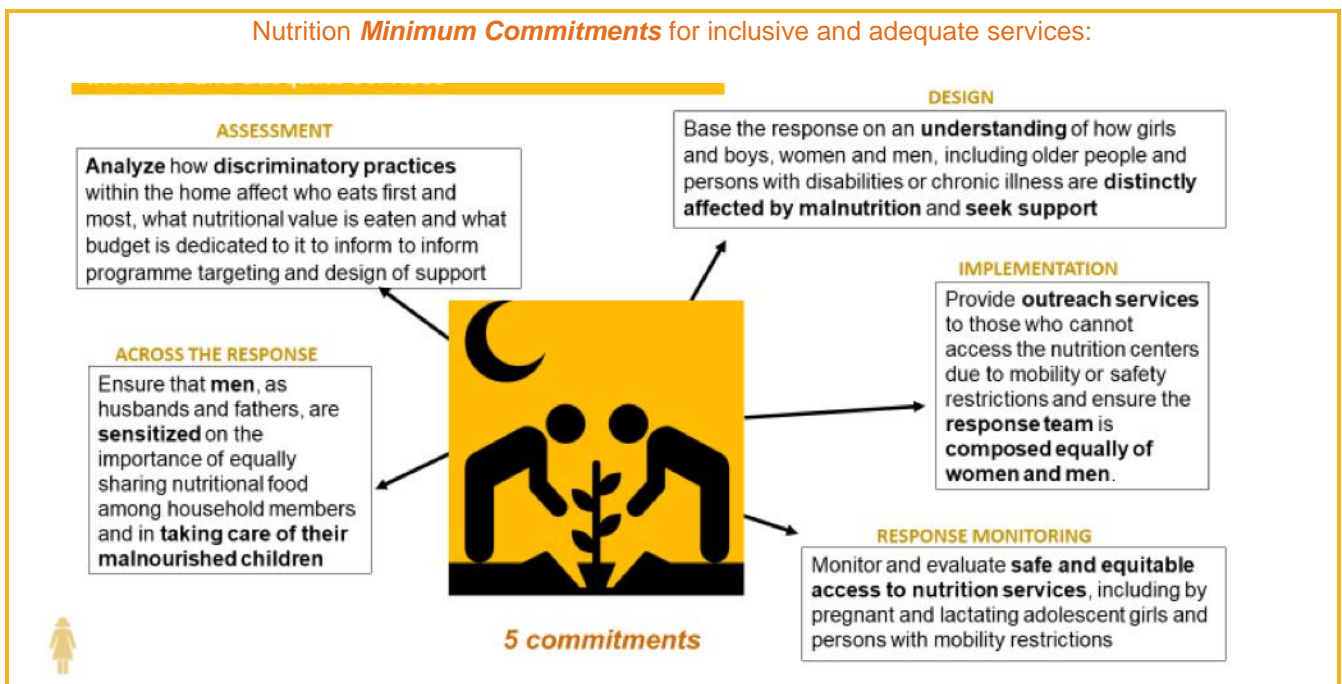 Nutrition Minimum Commitments for inclusive and adequate services:
ASSESSMENT
Analyze how discriminatory practices
within the home affect who eats first and
most, what nutritional value is eaten and what
budget is dedicated to it to inform to inform
programme targeting and design of support
DESIGN
Base the response on an understanding of how girls
and boys, women and men, including older people and
persons with disabilities or chronic illness are distinctly
affected by malnutrition and seek support
IMPLEMENTATION
Provide outreach services
to those who cannot
access the nutrition centers
due to mobility or safety
restrictions and ensure the
response team is
composed equally of
women and men.
ACROSS THE RESPONSE
Ensure that men, as
husbands and fathers, are
sensitized on the
importance of equally
sharing nutritional food
among household members
and in taking care of their
malnourished children
RESPONSE MONITORING
Monitor and evaluate safe and equitable
access to nutrition services, including by
pregnant and lactating adolescent girls and
persons with mobility restrictions
5 commitments